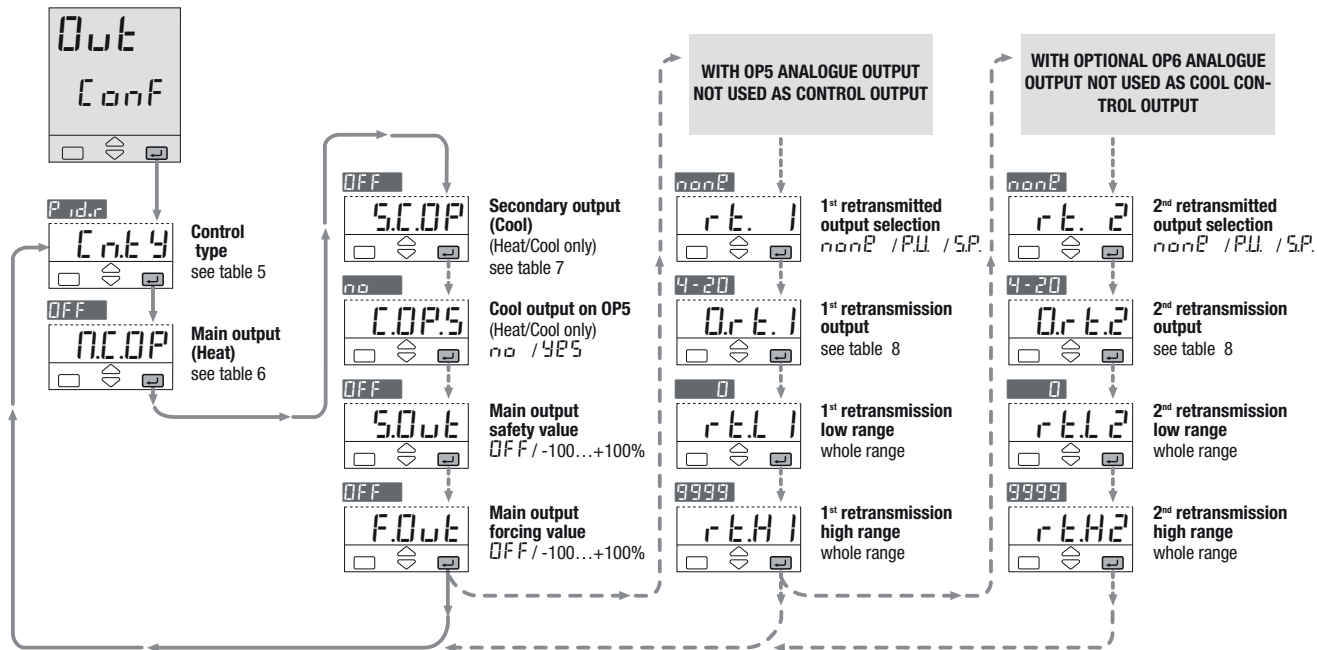 Out
ConF
Pid.r
Cn.tY
Control
type
see table 5
OFF
M.C.OP
Main output
(Heat)
see table 6
OFF
S.C.OP
Secondary output
(Cool)
(Heat/Cool only)
see table 7
no
C.OP.5
Cool output on OP5
(Heat/Cool only)
no / YES
OFF
S.Out
Main output
safety value
OFF / -100...+100%
OFF
F.Out
Main output
forcing value
OFF / -100...+100%
WITH OP5 ANALOGUE OUTPUT
NOT USED AS CONTROL OUTPUT
nonE
rt. 1
1st retransmitted
output selection
nonE / P.U. / S.P.
4-20
O.rt.1
1st retransmission
output
see table 8
0
rt.L1
1st retransmission
low range
whole range
9999
rt.H1
1st retransmission
high range
whole range
WITH OPTIONAL OP6 ANALOGUE
OUTPUT NOT USED AS COOL CON-
TROL OUTPUT
nonE
rt. 2
2nd retransmitted
output selection
nonE / P.U. / S.P.
4-20
O.rt.2
2nd retransmission
output
see table 8
0
rt.L2
2nd retransmission
low range
whole range
9999
rt.H2
2nd retransmission
high range
whole range